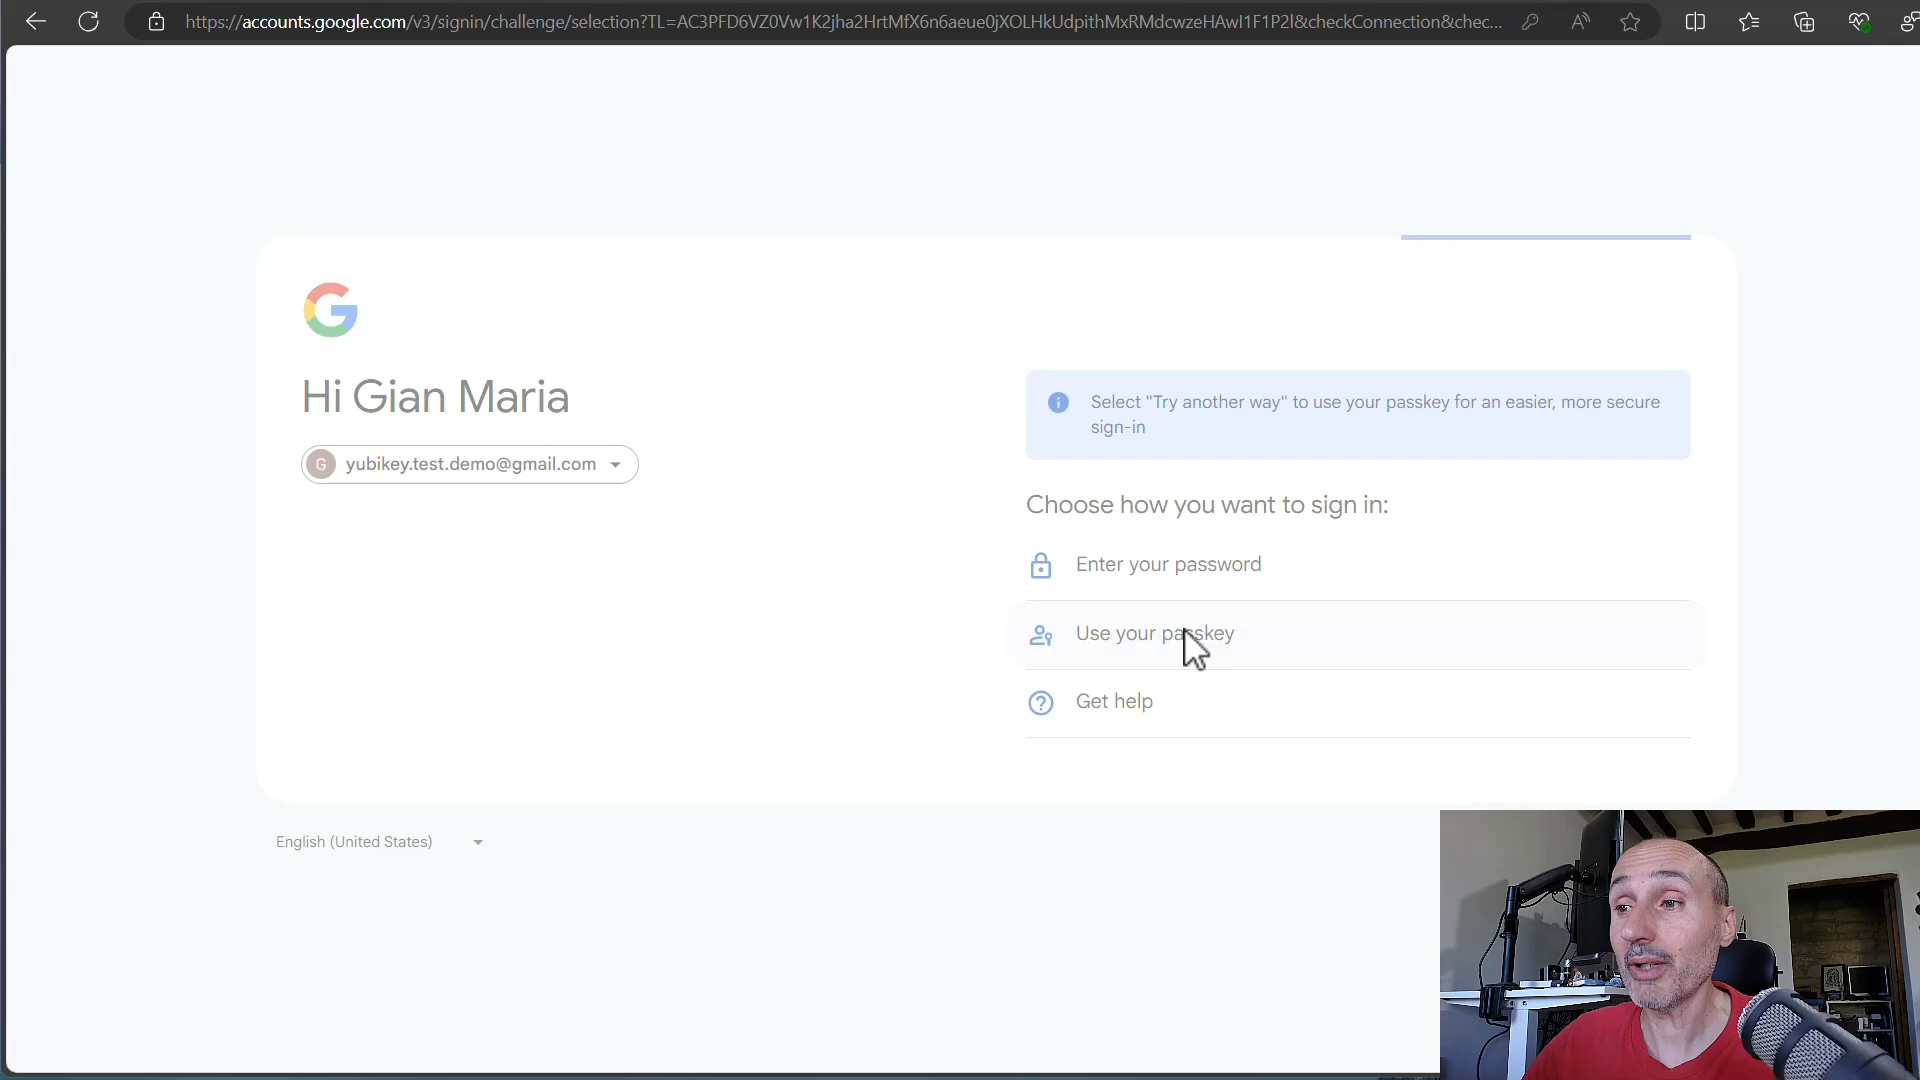 https://accounts.google.com/v3/signin/challenge/selection?TL=AC3PFD6VZ0Vw1K2jha2HrtMfX6n6aeue0jXOLHkUdpithMxRMdcwzeHAwI1F1P2l&checkConnection&chec...
Hi Gian Maria
G yubikey.test.demo@gmail.com
Select "Try another way" to use your passkey for an easier, more secure
sign-in
Choose how you want to sign in:
Enter your password
Use your passkey
Get help
English (United States)